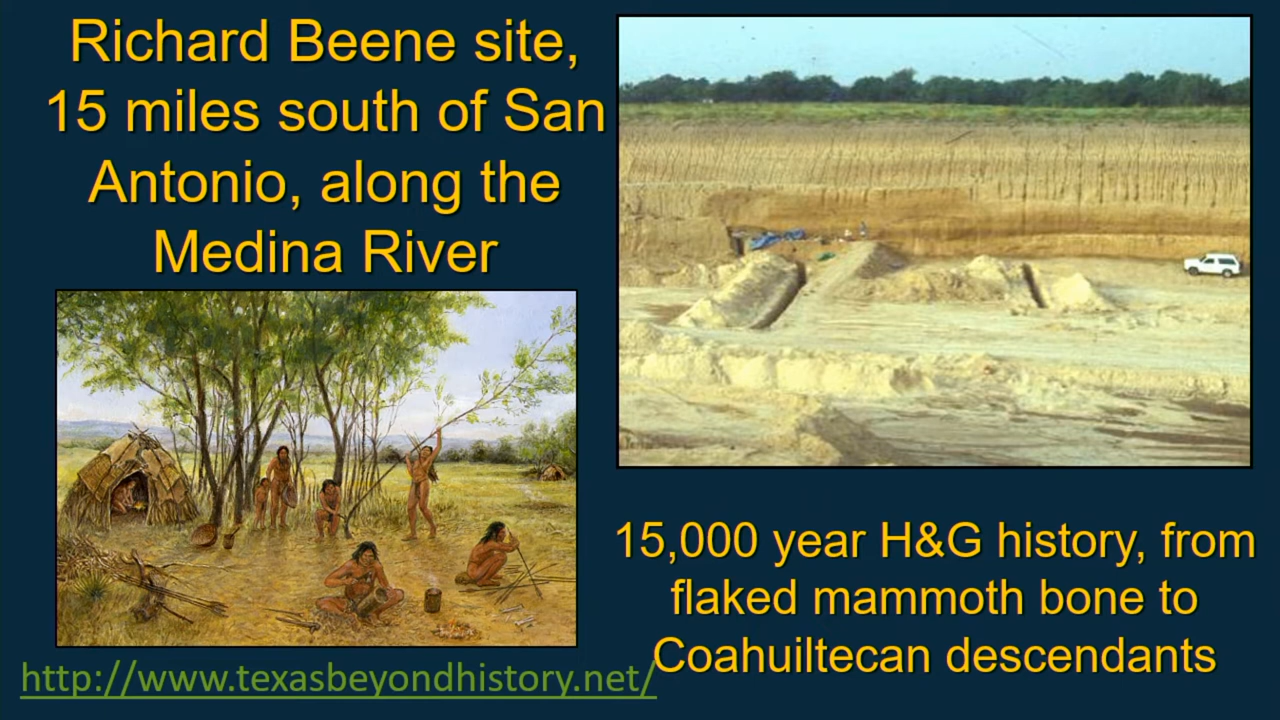 Richard Beene site,
15 miles south of San
Antonio, along the
Medina River
15,000 year H&G history, from
flaked mammoth bone to
Coahuiltecan descendants
http://www.texasbeyondhistory.net/